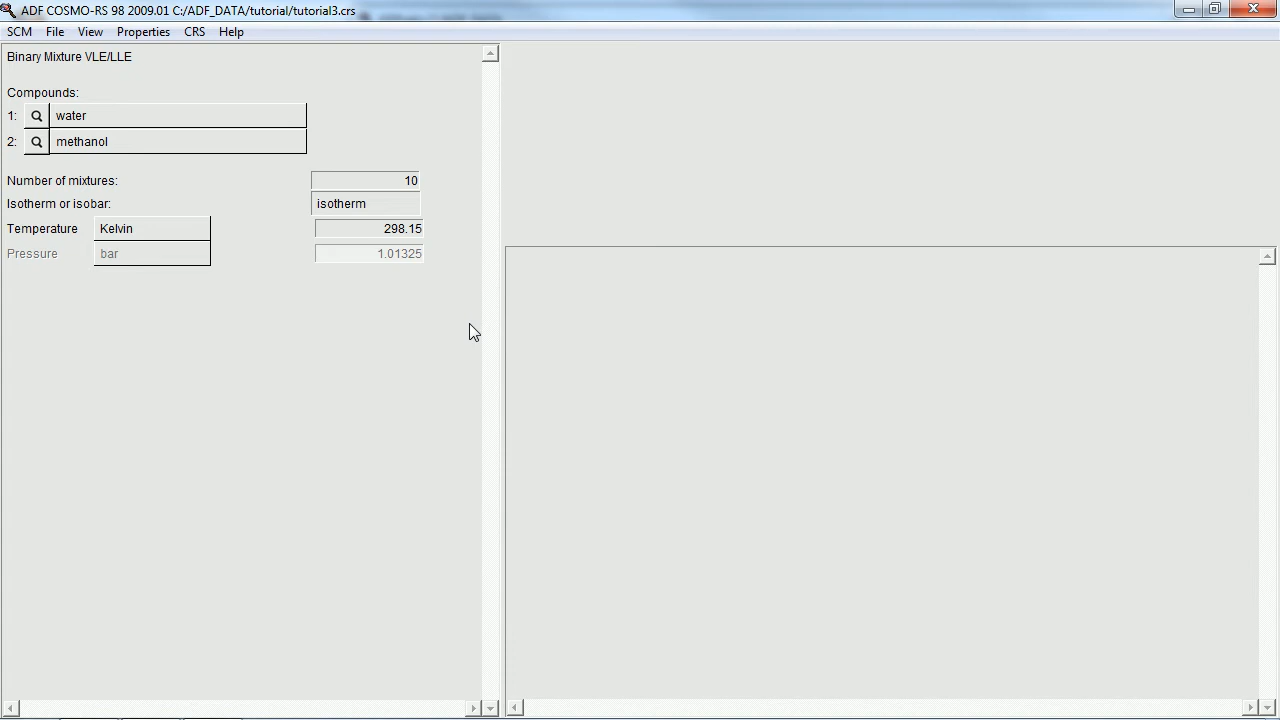 ADF COSMO-RS 98 2009.01 C:/ADF_DATA/tutorial/tutorial3.crs
SCM File View Properties CRS Help
Binary Mixture VLE/LLE
Compounds:
1: water
2: methanol
Number of mixtures: 10
Isotherm or isobar: isotherm
Temperature Kelvin 298.15
Pressure bar 1.01325